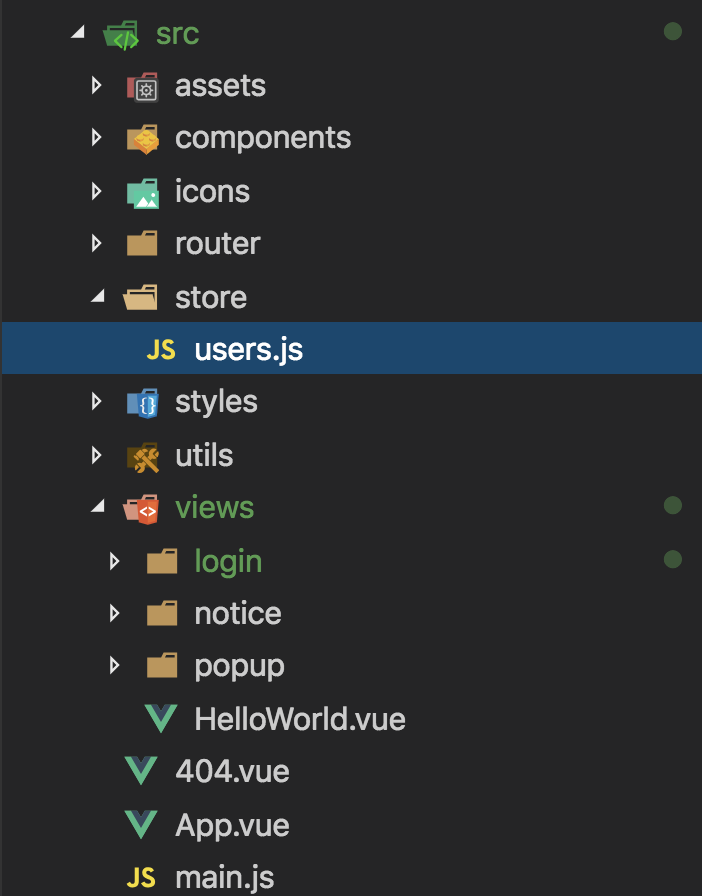 src
assets
components
icons
router
store
JS users.js
styles
utils
views
login
notice
popup
HelloWorld.vue
404.vue
App.vue
JS main.js